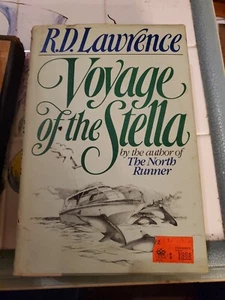 R.D. Lawrence
Voyage
of the
Stella
by the author of
The North
Runner